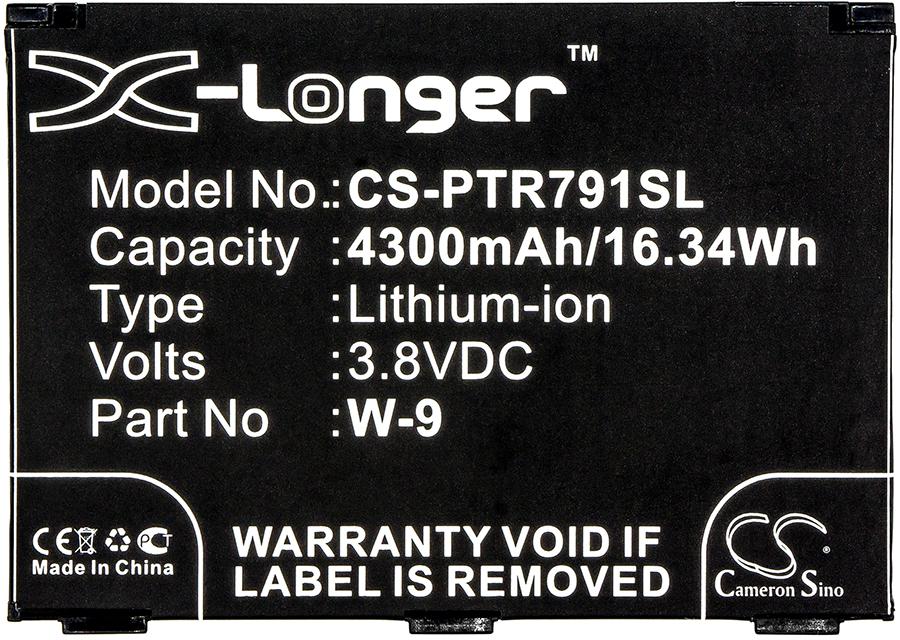 X-Longer™
Model No.: CS-PTR791SL
Capacity :4300mAh/16.34Wh
Type :Lithium-ion
Volts :3.8VDC
Part No :W-9
CE PCT
Made In China
WARRANTY VOID IF
LABEL IS REMOVED
CS®
Cameron Sino